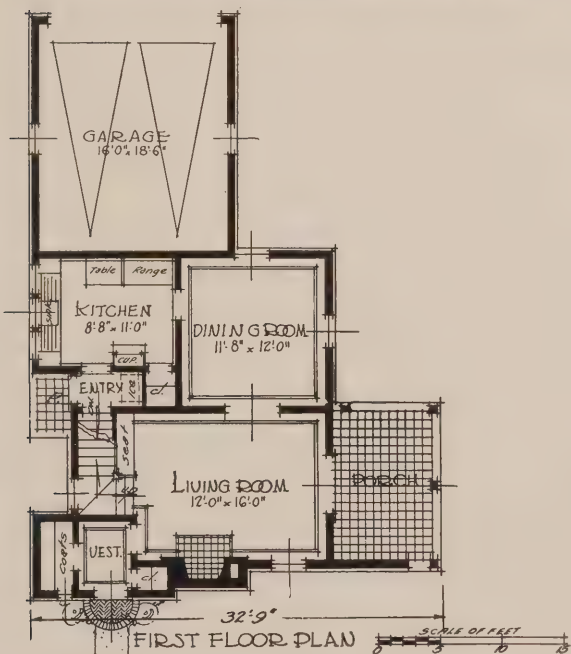 GARAGE
16'0" x 18'6"
Table
Range
KITCHEN
8'-8" x 11'-0"
DINING ROOM
11'-8" x 12'-0"
CUP.
ENTRY
ICE
Cl.
Seat
UP
LIVING ROOM
12'-0" x 16'-0"
PORCH
COATS
VEST.
Cl.
32'-9"
FIRST FLOOR PLAN
SCALE OF FEET
0 5 10 15